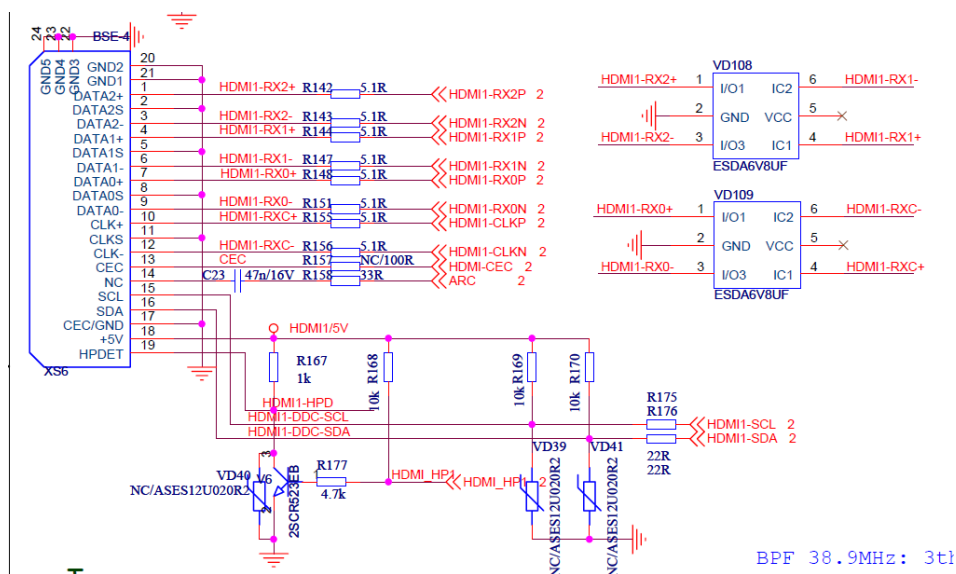 24
23
22
BSE-4
GND5
GND4
GND3
GND2 20
GND1 21
DATA2+ 1 HDMI1-RX2+ R142 5.1R HDMI1-RX2P 2
DATA2S 2
DATA2- 3 HDMI1-RX2- R143 5.1R HDMI1-RX2N 2
DATA1+ 4 HDMI1-RX1+ R144 5.1R HDMI1-RX1P 2
DATA1S 5
DATA1- 6 HDMI1-RX1- R147 5.1R HDMI1-RX1N 2
DATA0+ 7 HDMI1-RX0+ R148 5.1R HDMI1-RX0P 2
DATA0S 8
DATA0- 9 HDMI1-RX0- R151 5.1R HDMI1-RX0N 2
CLK+ 10 HDMI1-RXC+ R155 5.1R HDMI1-CLKP 2
CLKS 11
CLK- 12 HDMI1-RXC- R156 5.1R HDMI1-CLKN 2
CEC 13 CEC R157 NC/100R HDMI-CEC 2
NC 14 C23 47n/16V R158 33R ARC 2
SCL 15
SDA 16
CEC/GND 17
+5V 18
HPDET 19
XS6
VD108
HDMI1-RX2+ 1 I/O1 IC2 6 HDMI1-RX1-
2 GND VCC 5
HDMI1-RX2- 3 I/O3 IC1 4 HDMI1-RX1+
ESDA6V8UF
VD109
HDMI1-RX0+ 1 I/O1 IC2 6 HDMI1-RXC-
2 GND VCC 5
HDMI1-RX0- 3 I/O3 IC1 4 HDMI1-RXC+
ESDA6V8UF
HDMI1/5V
R167
1k
R168
10k
R169
10k
R170
10k
HDMI1-HPD
HDMI1-DDC-SCL
HDMI1-DDC-SDA
R175
R176
HDMI1-SCL 2
HDMI1-SDA 2
22R
22R
VD40
NC/ASES12U020R2
V6
3
1
2
2SCR523EB
R177
4.7k
HDMI_HP1
HDMI_HP1 2
VD39
NC/ASES12U020R2
VD41
NC/ASES12U020R2
BPF 38.9MHz: 3th